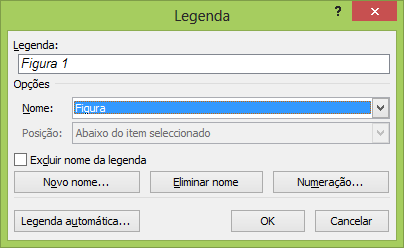 Legenda
?
Legenda:
Figura 1
Opções
Nome: Figura
Posição: Abaixo do item seleccionado
Excluir nome da legenda
Novo nome... Eliminar nome Numeração...
Legenda automática... OK Cancelar